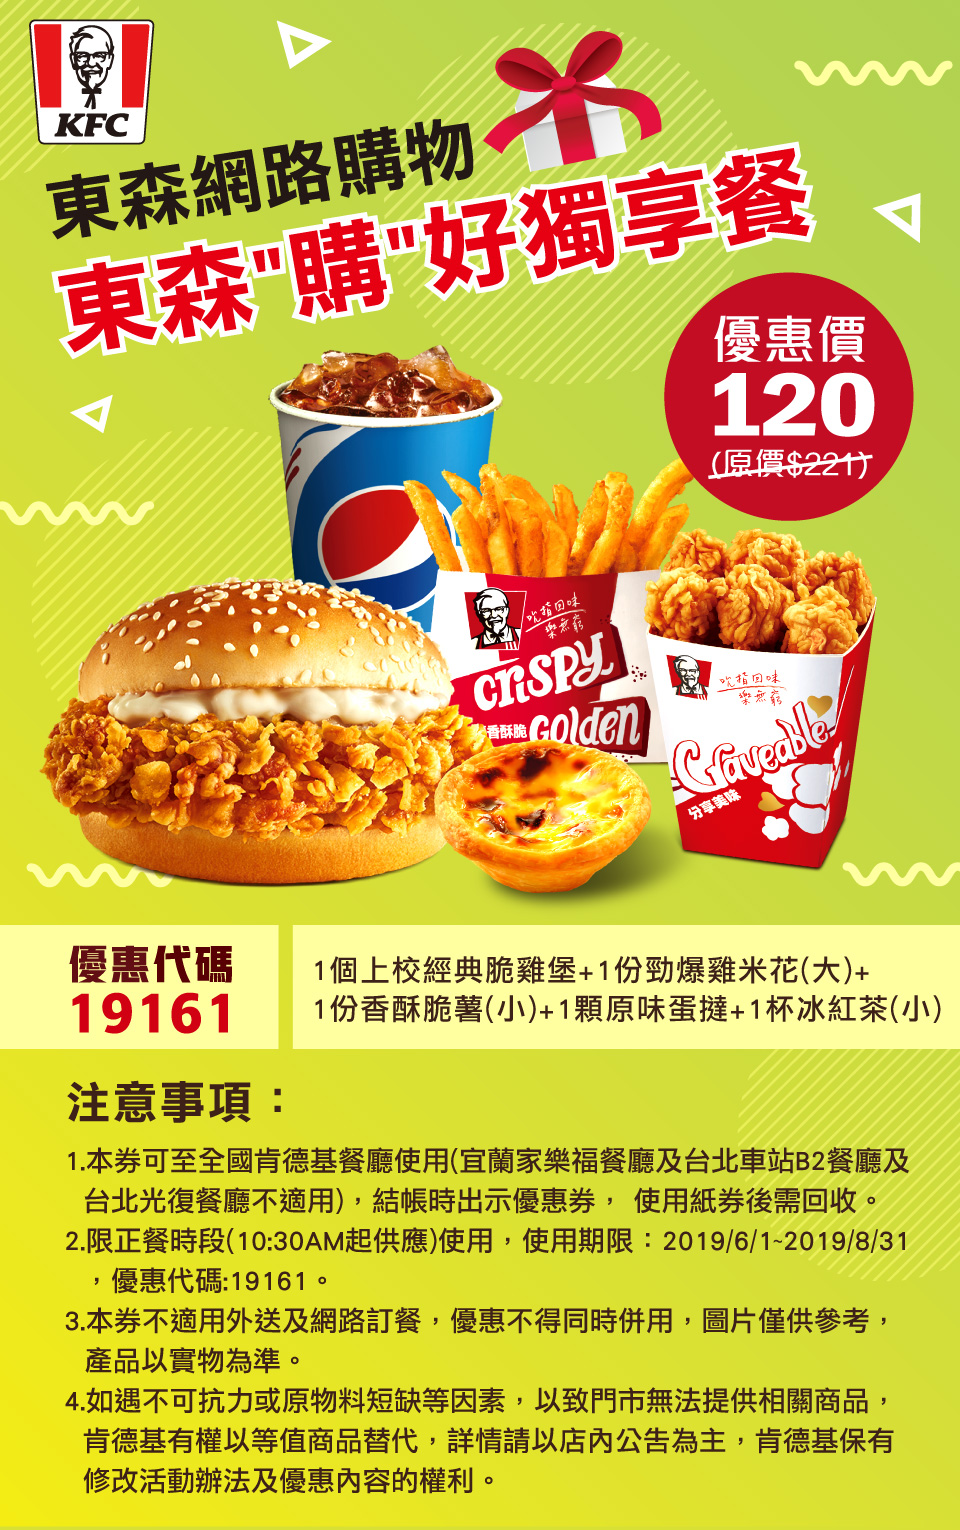 KFC
東森網路購物
東森"購"好獨享餐
優惠價
120
(原價$221)
吮指回味
樂無窮
crispy
香酥脆 Golden
吮指回味
樂無窮
Craveable
分享美味
優惠代碼
19161
1個上校經典脆雞堡+1份勁爆雞米花(大)+
1份香酥脆薯(小)+1顆原味蛋撻+1杯冰紅茶(小)
注意事項：
1.本券可至全國肯德基餐廳使用(宜蘭家樂福餐廳及台北車站B2餐廳及
台北光復餐廳不適用)，結帳時出示優惠券， 使用紙券後需回收。
2.限正餐時段(10:30AM起供應)使用，使用期限：2019/6/1~2019/8/31
，優惠代碼:19161。
3.本券不適用外送及網路訂餐，優惠不得同時併用，圖片僅供參考，
產品以實物為準。
4.如遇不可抗力或原物料短缺等因素，以致門市無法提供相關商品，
肯德基有權以等值商品替代，詳情請以店內公告為主，肯德基保有
修改活動辦法及優惠內容的權利。